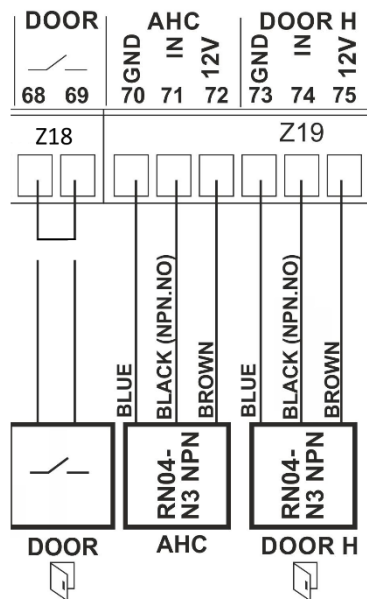 DOOR AHC DOOR H
GND IN 12V GND IN 12V
68 69 70 71 72 73 74 75
Z18 Z19
BLUE BLACK (NPN.NO) BROWN BLUE BLACK (NPN.NO) BROWN
RN04-
N3 NPN
RN04-
N3 NPN
DOOR AHC DOOR H